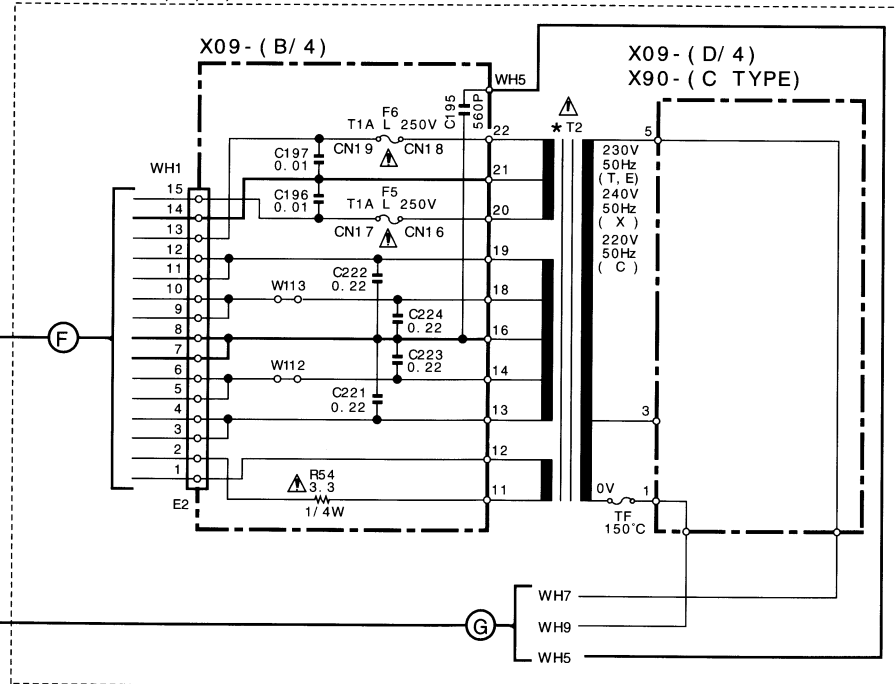 X09-(B/4)
X09-(D/4)
X90-(C TYPE)
WH5
C195
560P
F6
T1A L 250V
CN19 CN18
22
* T2
5
C197
0.01
230V
50Hz
(T,E)
240V
50Hz
( X )
220V
50Hz
( C )
21
WH1
C196
0.01
F5
T1A L 250V
CN17 CN16
20
15
14
13
12
11
10
9
8
7
6
5
4
3
2
1
E2
19
C222
0.22
W113
18
C224
0.22
16
C223
0.22
W112
14
C221
0.22
13
3
12
R54
3.3
1/4W
11
0V
1
TF
150°C
F
G
WH7
WH9
WH5